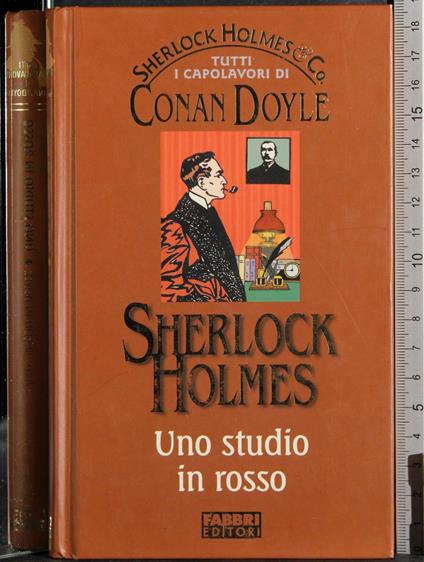 SHERLOCK HOLMES & Co.
TUTTI
I CAPOLAVORI DI
CONAN DOYLE
SHERLOCK
HOLMES
Uno studio
in rosso
FABBRI
EDITORI